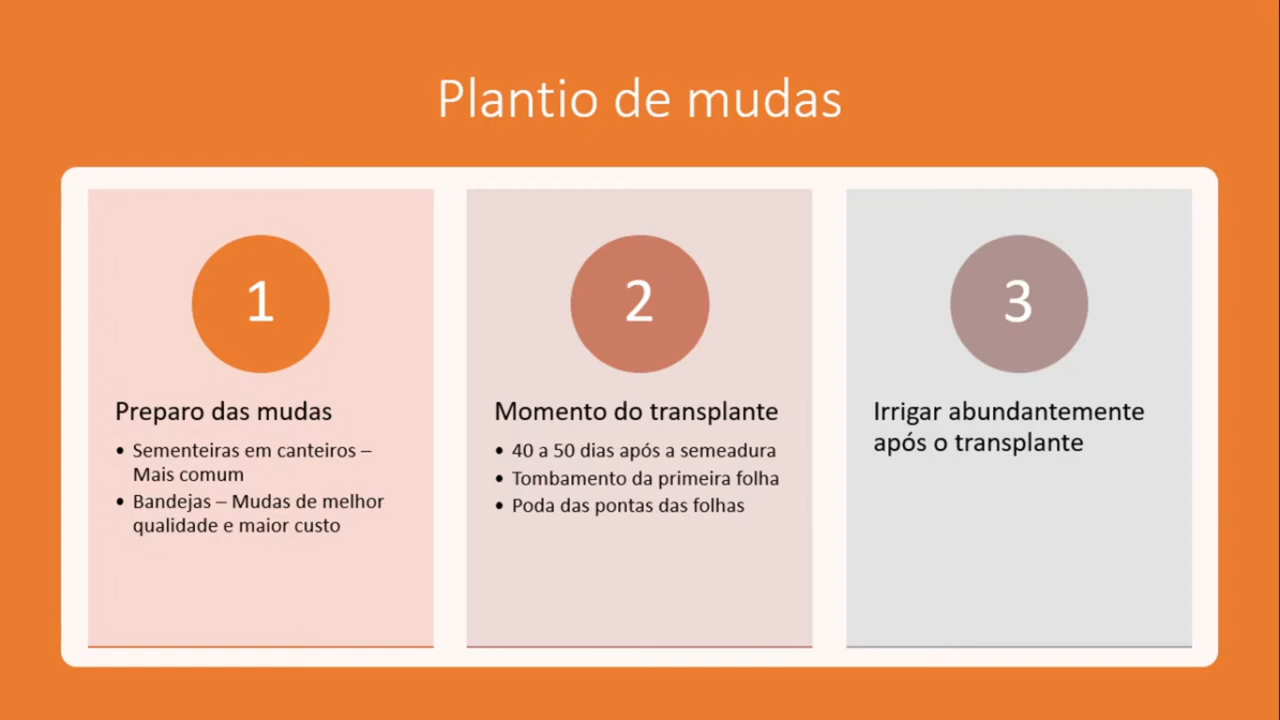 Plantio de mudas
1
Preparo das mudas
• Sementeiras em canteiros –
Mais comum
• Bandejas – Mudas de melhor
qualidade e maior custo
2
Momento do transplante
• 40 a 50 dias após a semeadura
• Tombamento da primeira folha
• Poda das pontas das folhas
3
Irrigar abundantemente
após o transplante